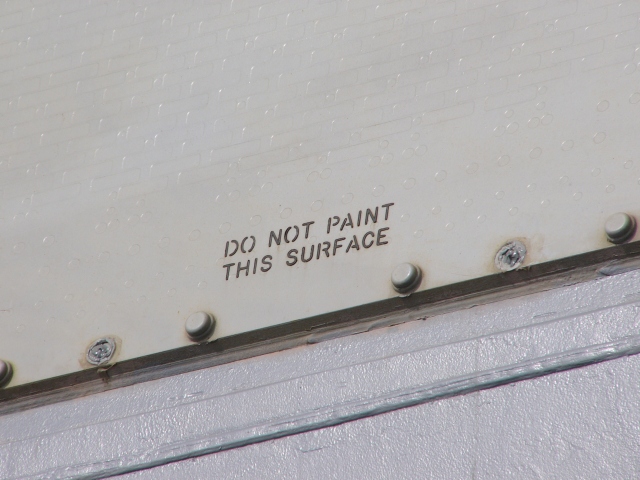 DO NOT PAINT
THIS SURFACE